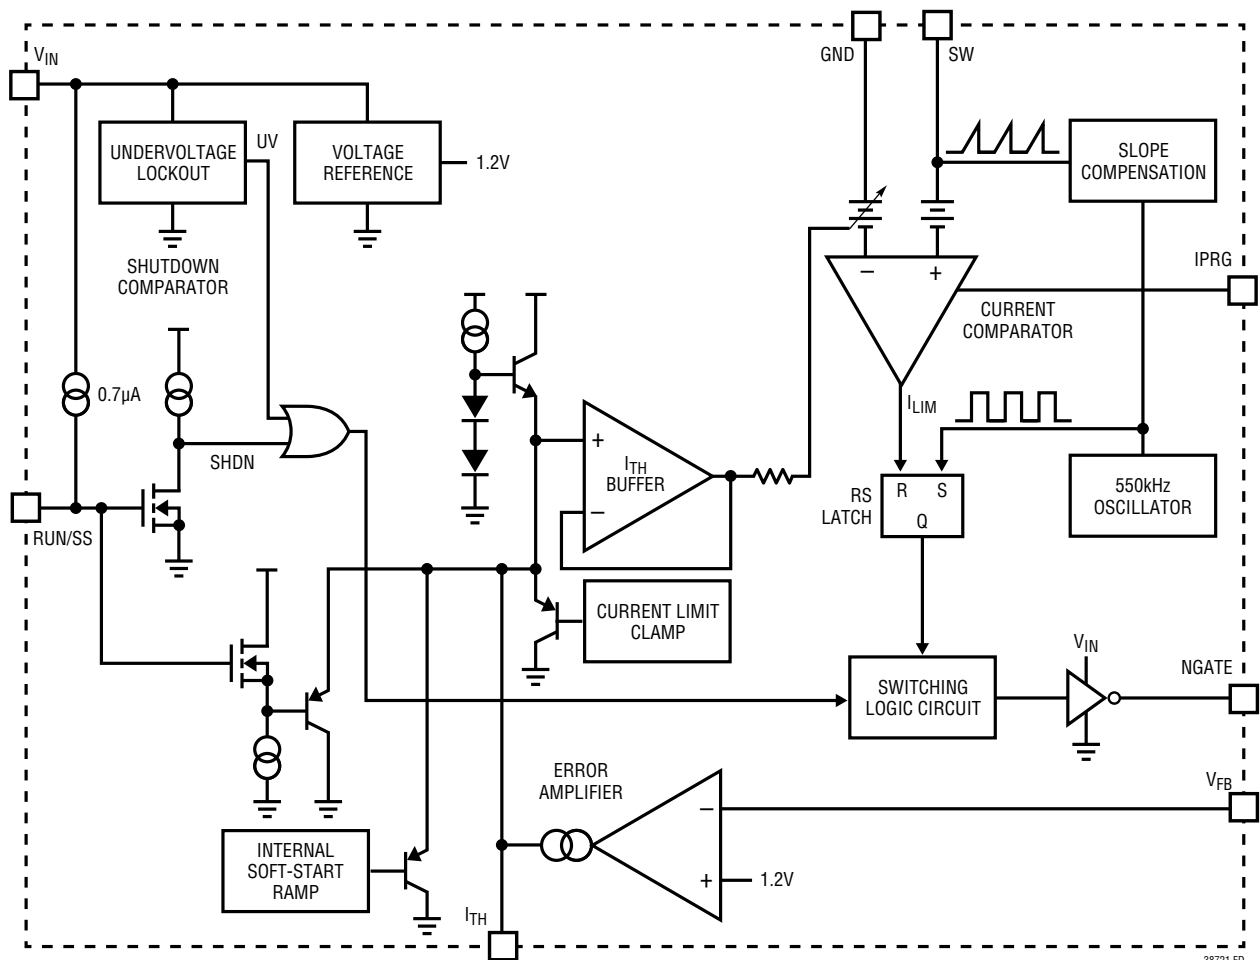 GND
SW
VIN
UNDERVOLTAGE
LOCKOUT
UV
VOLTAGE
REFERENCE
1.2V
SLOPE
COMPENSATION
SHUTDOWN
COMPARATOR
– +
IPRG
CURRENT
COMPARATOR
0.7µA
ILIM
SHDN
+
ITH
BUFFER
–
RS
LATCH
R S
Q
550kHz
OSCILLATOR
RUN/SS
CURRENT LIMIT
CLAMP
VIN
SWITCHING
LOGIC CIRCUIT
NGATE
ERROR
AMPLIFIER
–
VFB
INTERNAL
SOFT-START
RAMP
+
1.2V
ITH
38721 FD